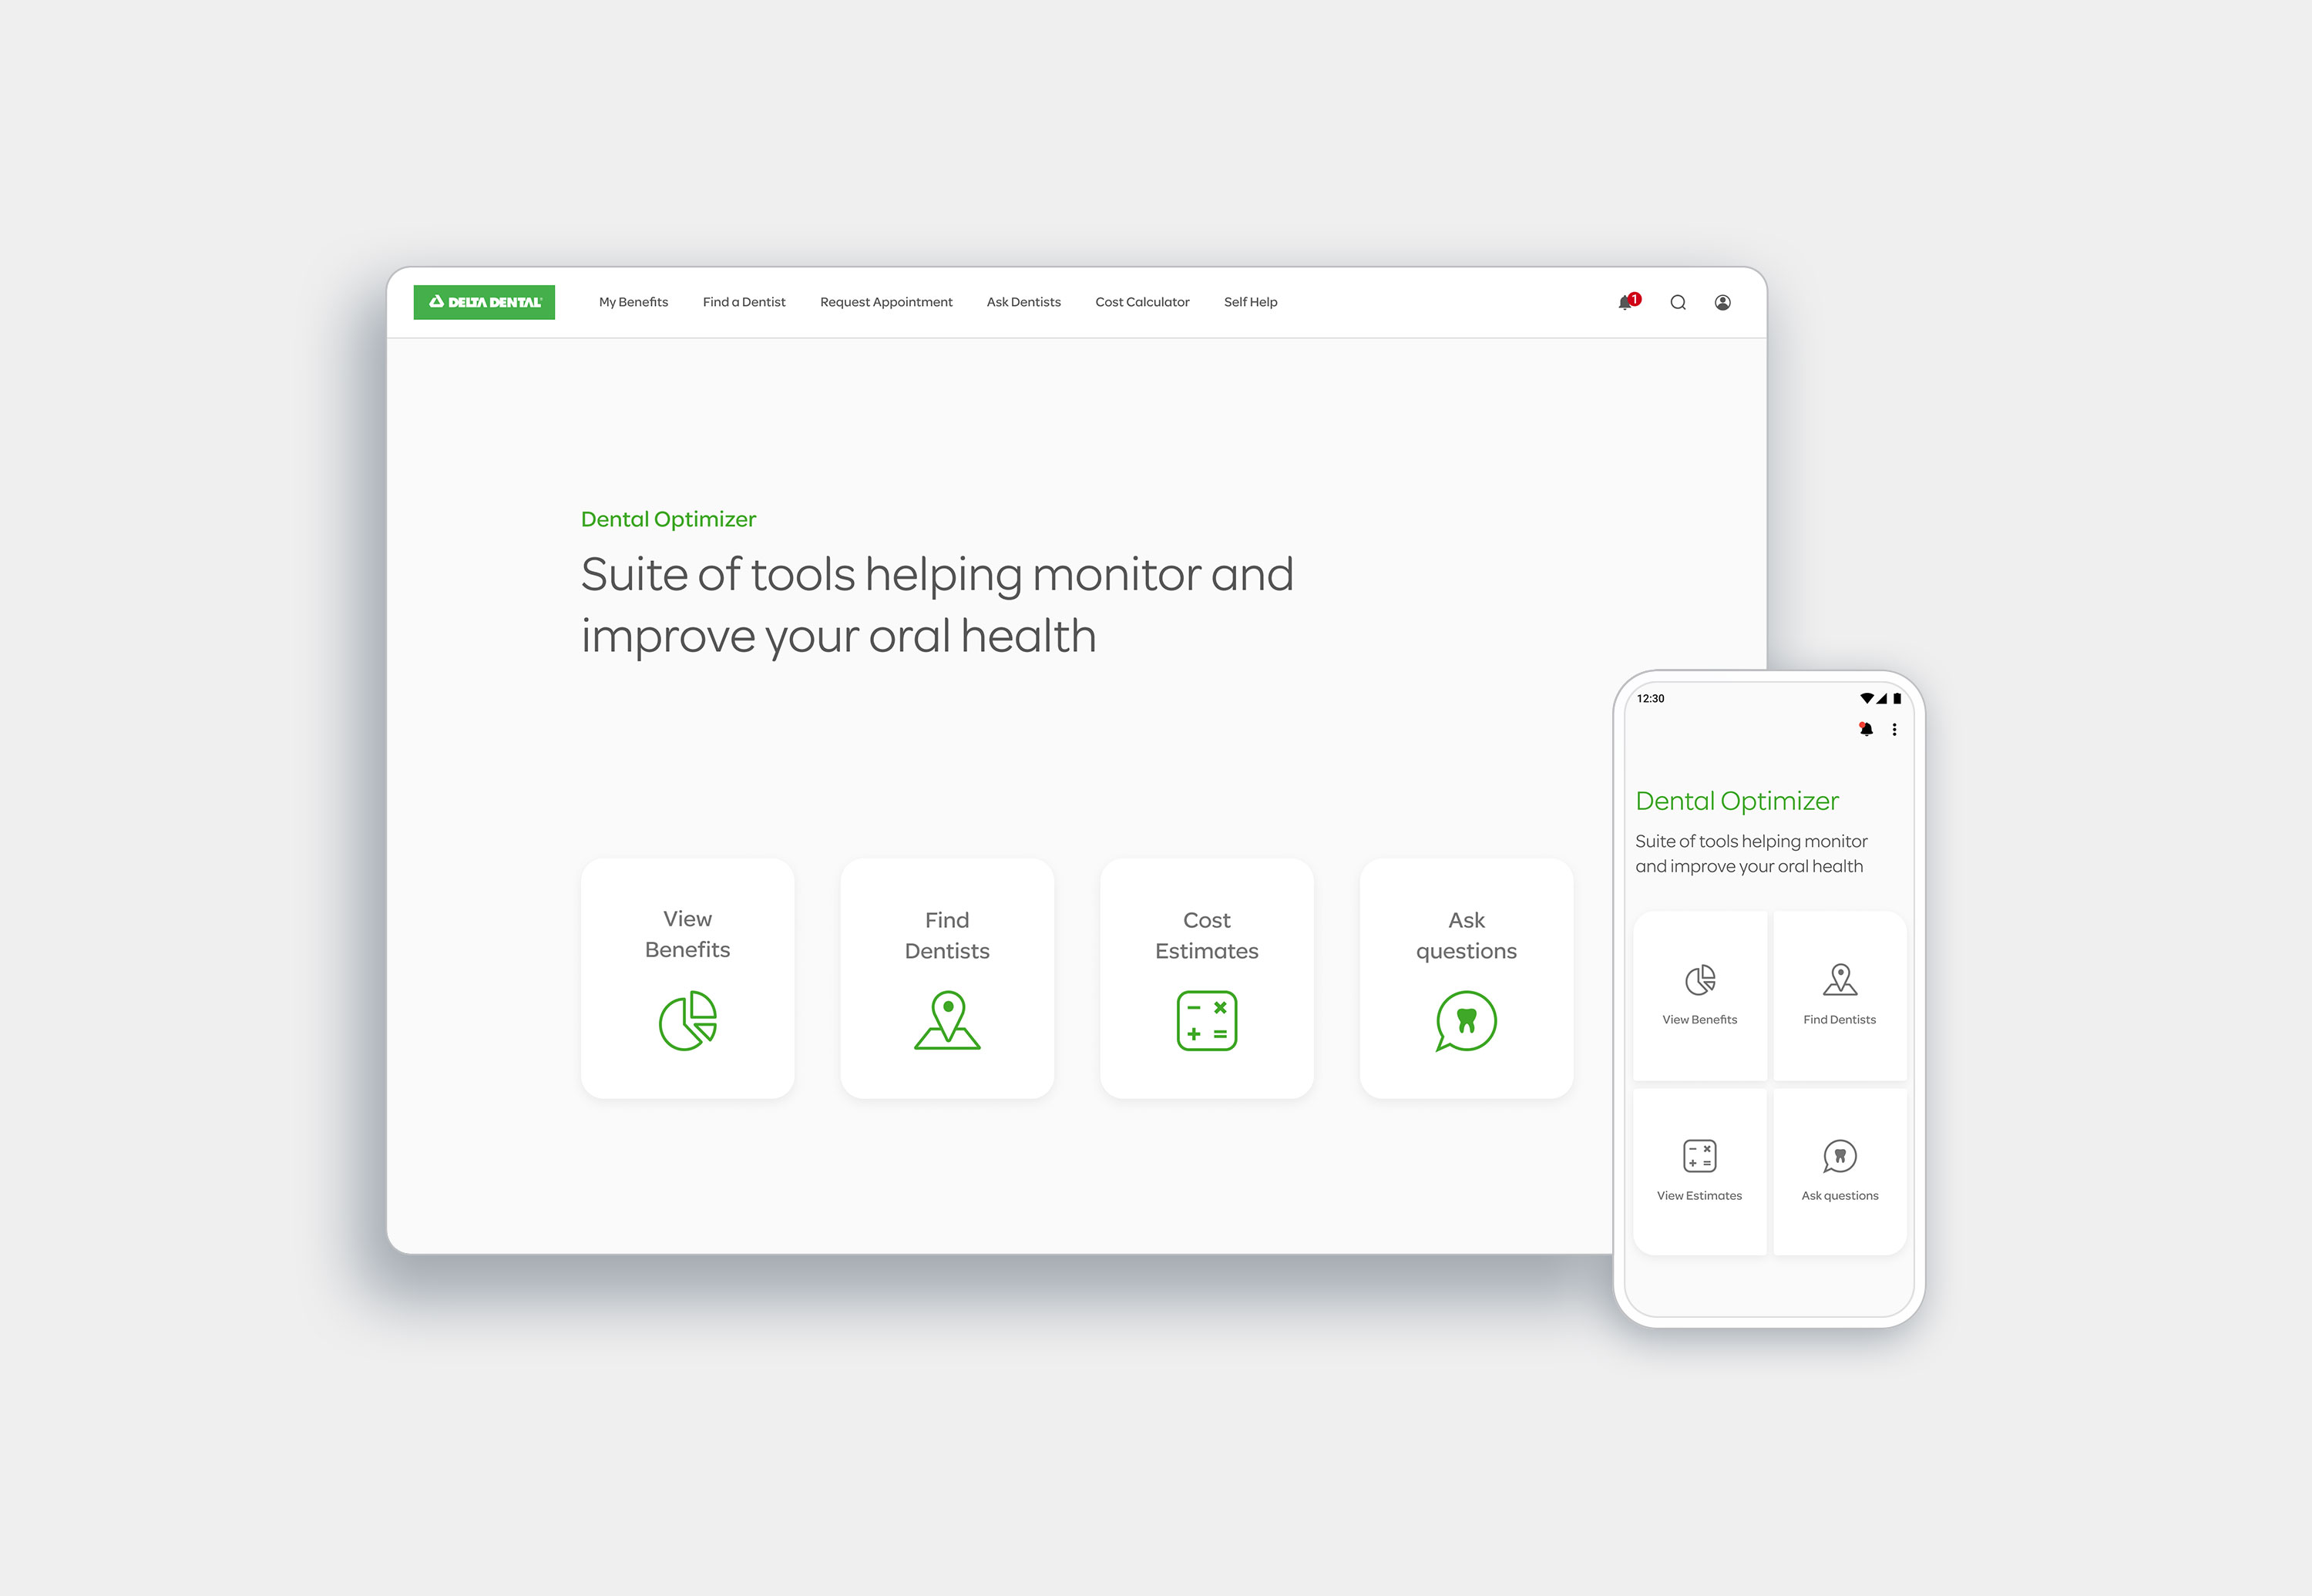 DELTA DENTAL
My Benefits
Find a Dentist
Request Appointment
Ask Dentists
Cost Calculator
Self Help
1
Dental Optimizer
Suite of tools helping monitor and
improve your oral health
View
Benefits
Find
Dentists
Cost
Estimates
Ask
questions
12:30
Dental Optimizer
Suite of tools helping monitor
and improve your oral health
View Benefits
Find Dentists
View Estimates
Ask questions